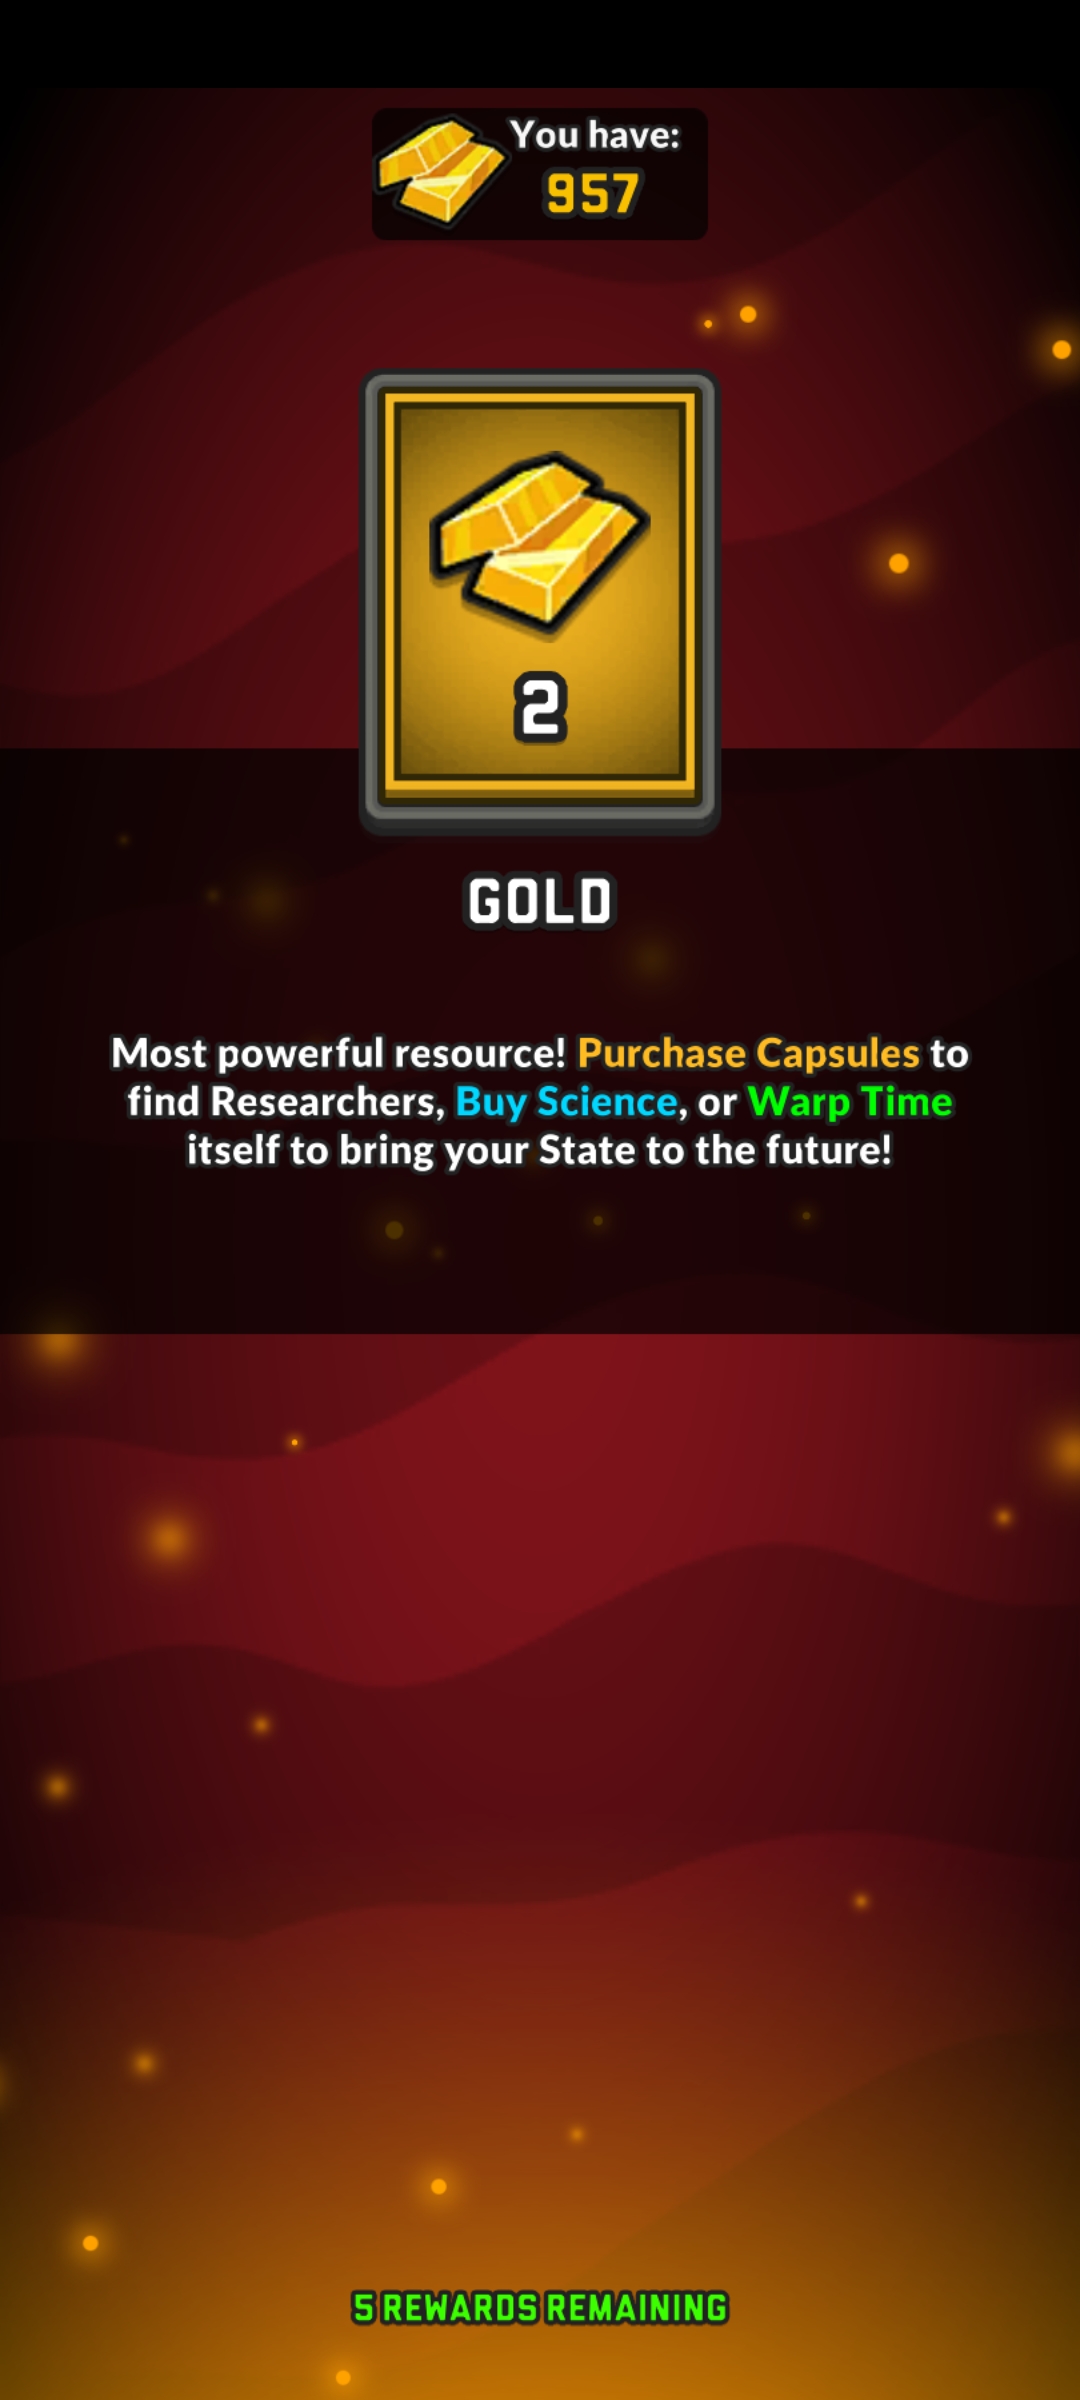 You have:
957
2
GOLD
Most powerful resource! Purchase Capsules to
find Researchers, Buy Science, or Warp Time
itself to bring your State to the future!
5 REWARDS REMAINING